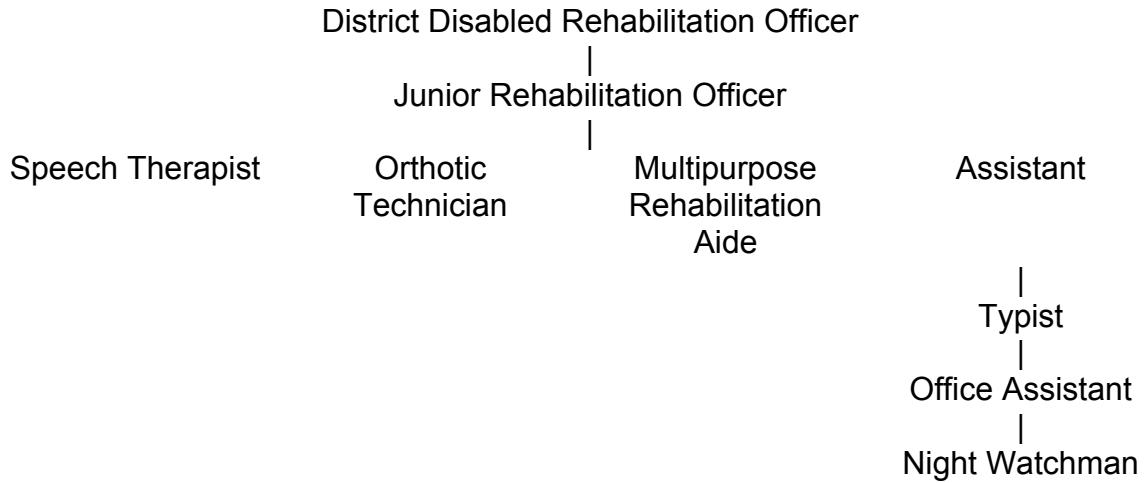 District Disabled Rehabilitation Officer
|
Junior Rehabilitation Officer
|
Speech Therapist Orthotic Multipurpose Assistant
Technician Rehabilitation
Aide
|
Typist
|
Office Assistant
|
Night Watchman